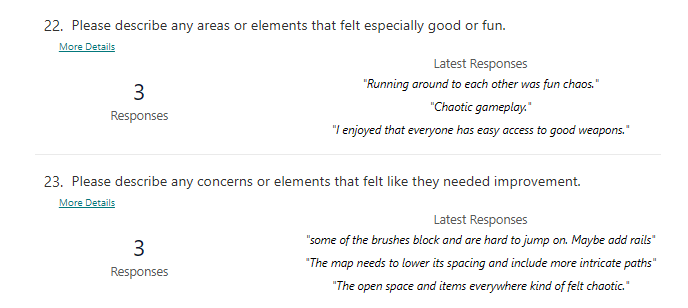 22. Please describe any areas or elements that felt especially good or fun.
More Details
Latest Responses
3
"Running around to each other was fun chaos."
"Chaotic gameplay."
Responses
"I enjoyed that everyone has easy access to good weapons."
23. Please describe any concerns or elements that felt like they needed improvement.
More Details
Latest Responses
3
"some of the brushes block and are hard to jump on. Maybe add rails"
"The map needs to lower its spacing and include more intricate paths"
Responses
"The open space and items everywhere kind of felt chaotic."